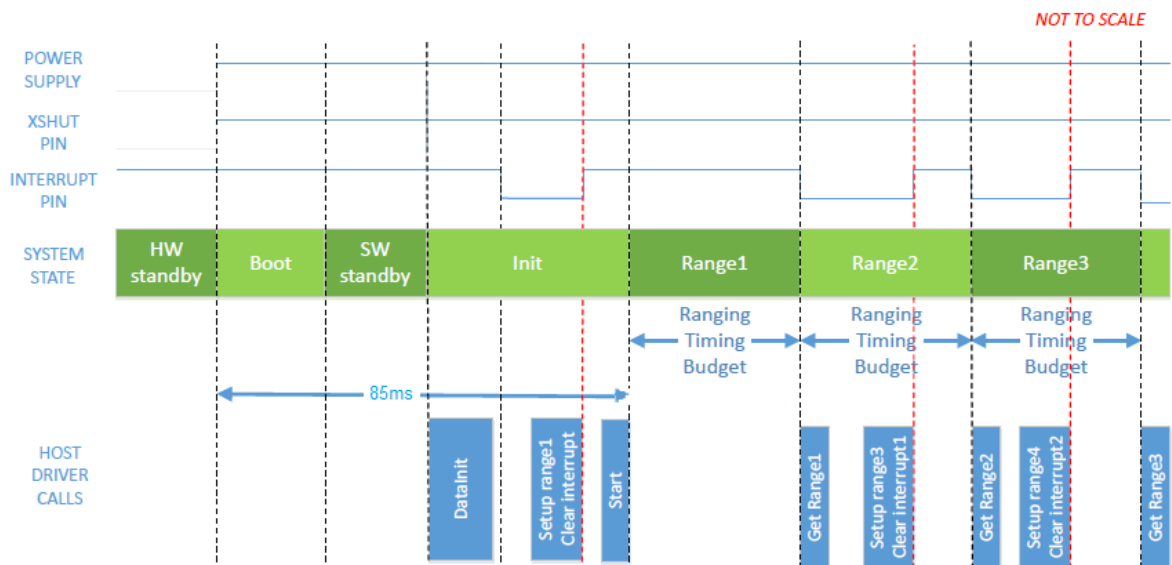 NOT TO SCALE
POWER
SUPPLY
XSHUT
PIN
INTERRUPT
PIN
SYSTEM
STATE
HW
standby
Boot
SW
standby
Init
Range1
Range2
Range3
Ranging
Timing
Budget
Ranging
Timing
Budget
Ranging
Timing
Budget
85ms
HOST
DRIVER
CALLS
DataInit
Setup range1
Clear interrupt
Start
Get Range1
Setup range3
Clear interrupt1
Get Range2
Setup range4
Clear interrupt2
Get Range3